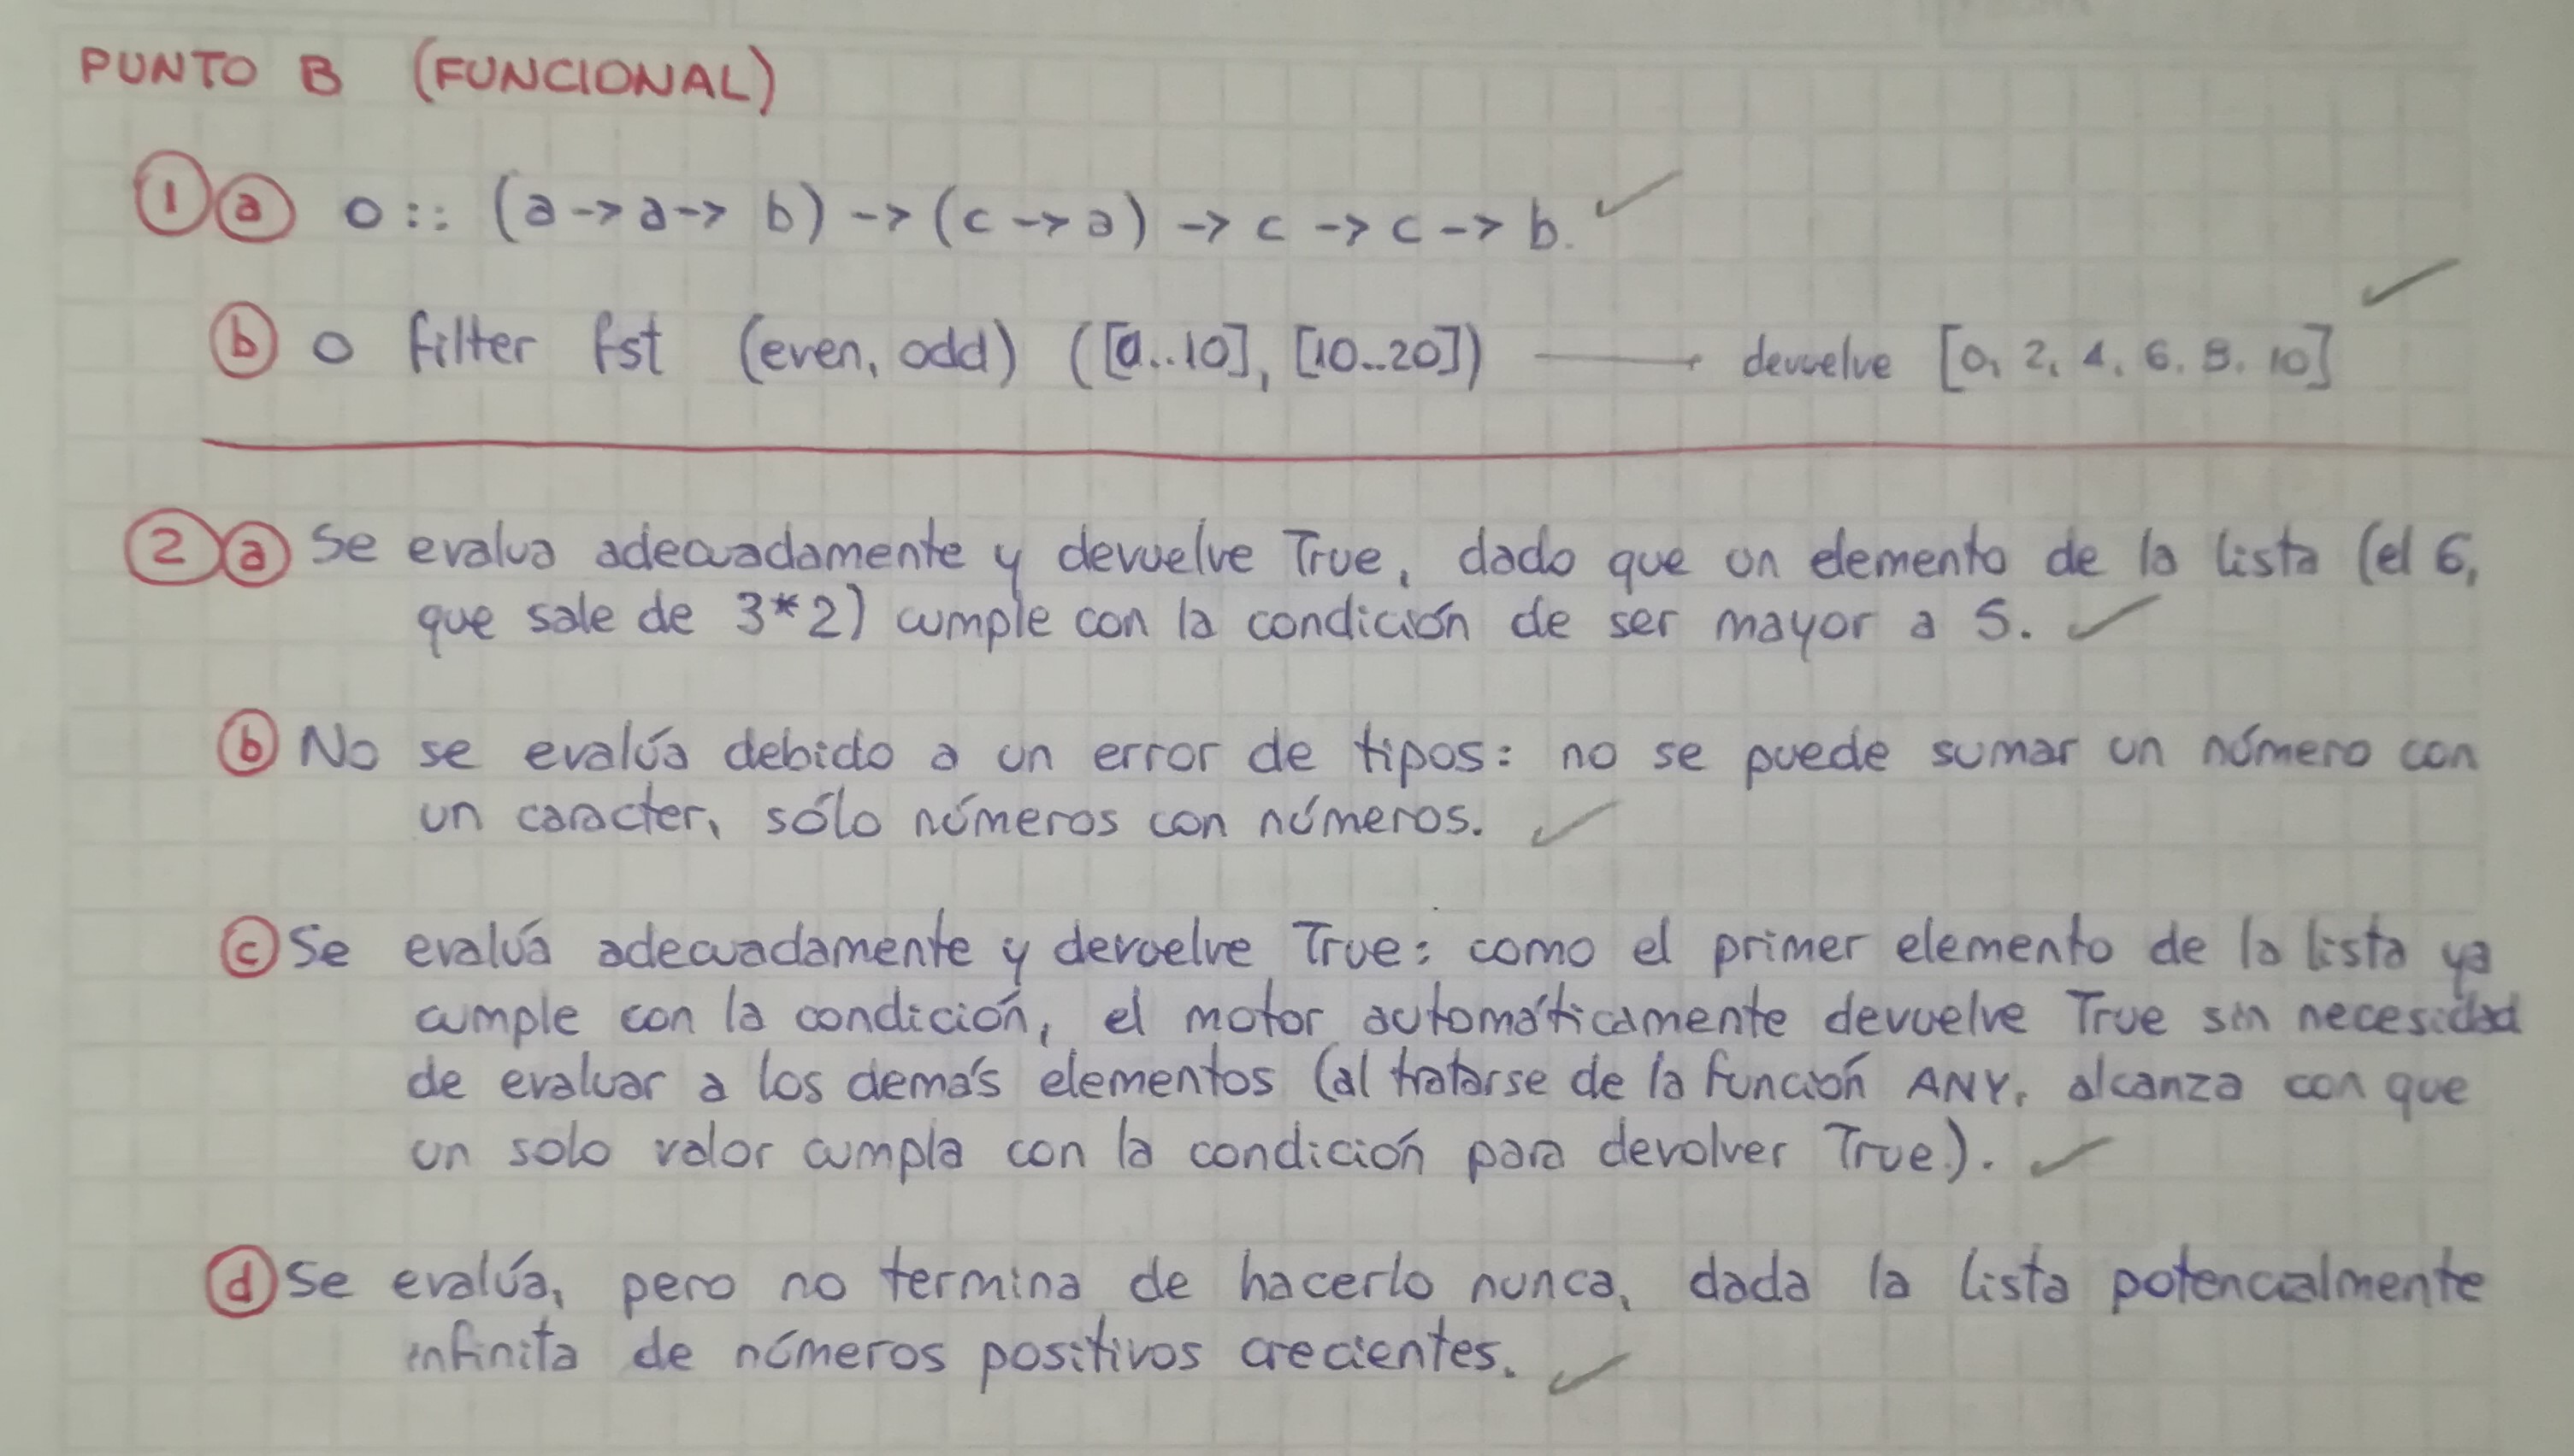 PUNTO B (FUNCIONAL)
1 a o :: (a -> a -> b) -> (c -> a) -> c -> c -> b.
b o filter fst (even, odd) ([0..10], [10..20]) → devuelve [0, 2, 4, 6, 8, 10]
2 a Se evalua adecuadamente y devuelve True, dado que un elemento de la lista (el 6,
que sale de 3*2) cumple con la condición de ser mayor a 5.
b No se evalúa debido a un error de tipos: no se puede sumar un número con
un caracter, sólo números con números.
c Se evalúa adecuadamente y devuelve True: como el primer elemento de la lista ya
cumple con la condición, el motor automáticamente devuelve True sin necesidad
de evaluar a los demás elementos (al tratarse de la función ANY, alcanza con que
un solo valor cumpla con la condición para devolver True).
d Se evalúa, pero no termina de hacerlo nunca, dada la lista potencialmente
infinita de números positivos crecientes.